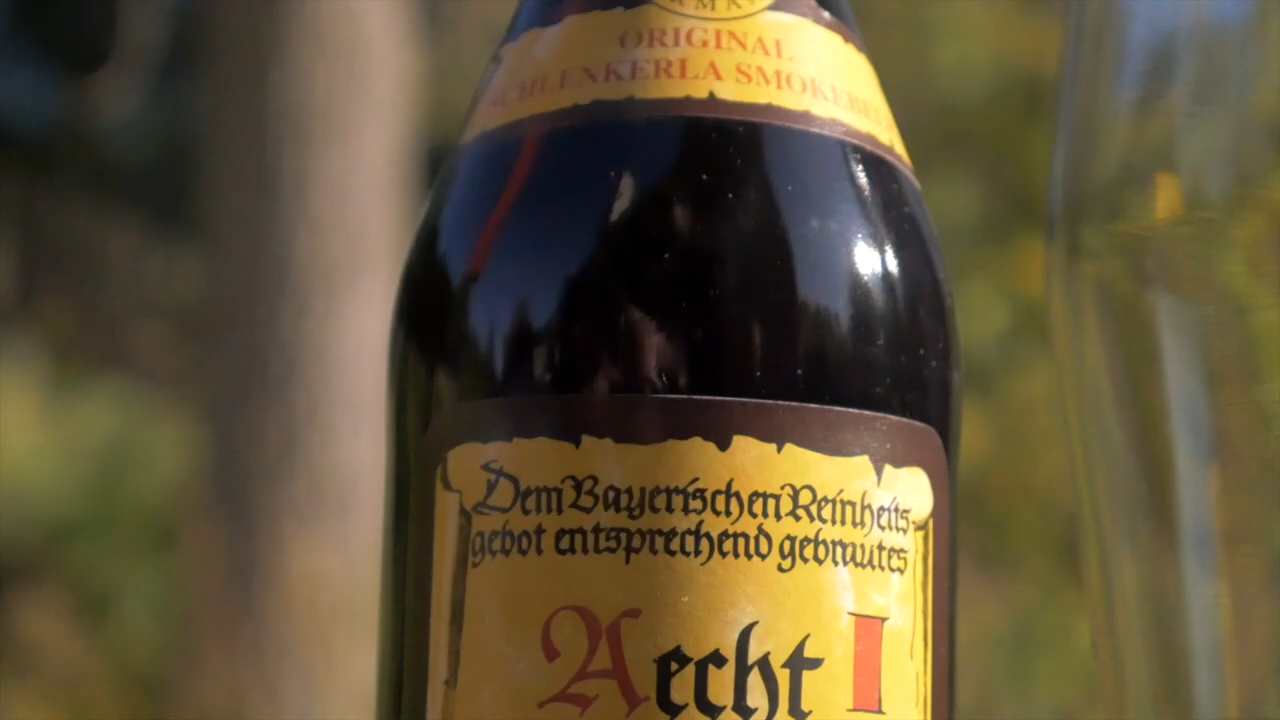 ORIGINAL
SCHLENKERLA SMOKEBEER
Dem Bayerischen Reinheits-
gebot entsprechend gebrautes
Aecht